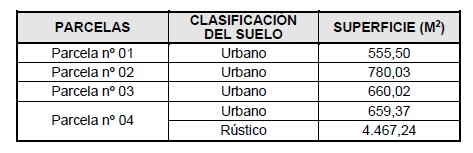 PARCELAS CLASIFICACIÓN DEL SUELO SUPERFICIE (M²)
Parcela nº 01 Urbano 555,50
Parcela nº 02 Urbano 780,03
Parcela nº 03 Urbano 660,02
Parcela nº 04 Urbano 659,37
Rústico 4.467,24